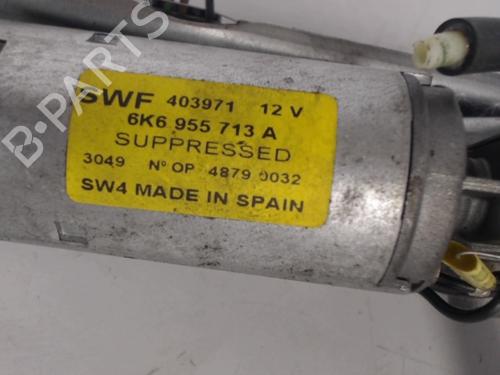 SWF 403971 12 V
6K6 955 713 A
SUPPRESSED
3049 Nº OP 4879 0032
SW4 MADE IN SPAIN
B-PARTS